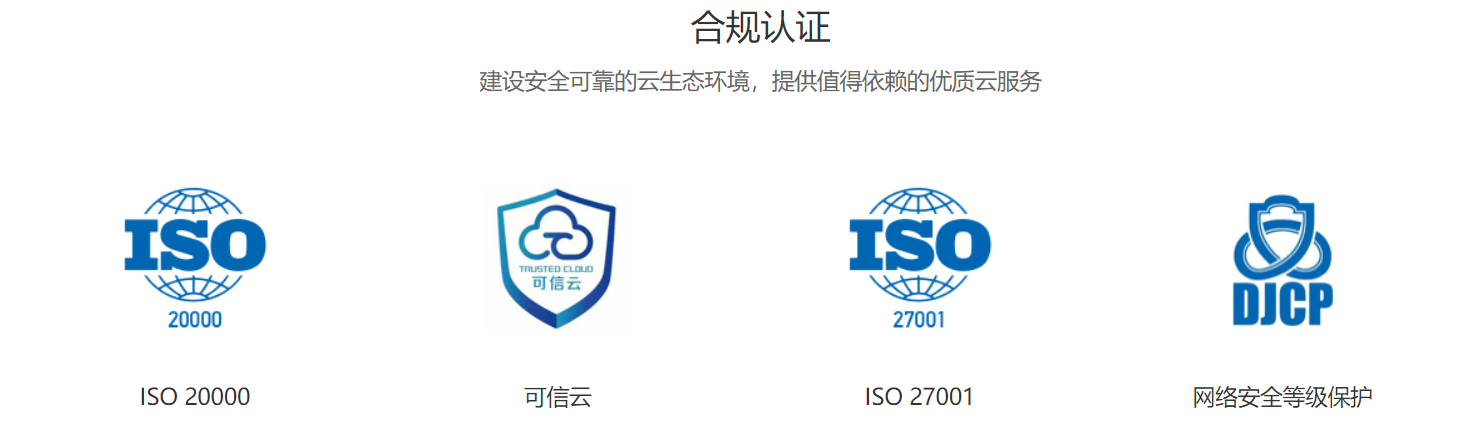 合规认证
建设安全可靠的云生态环境，提供值得依赖的优质云服务
ISO
20000
TRUSTED CLOUD
可信云
ISO
27001
DJCP
ISO 20000
可信云
ISO 27001
网络安全等级保护